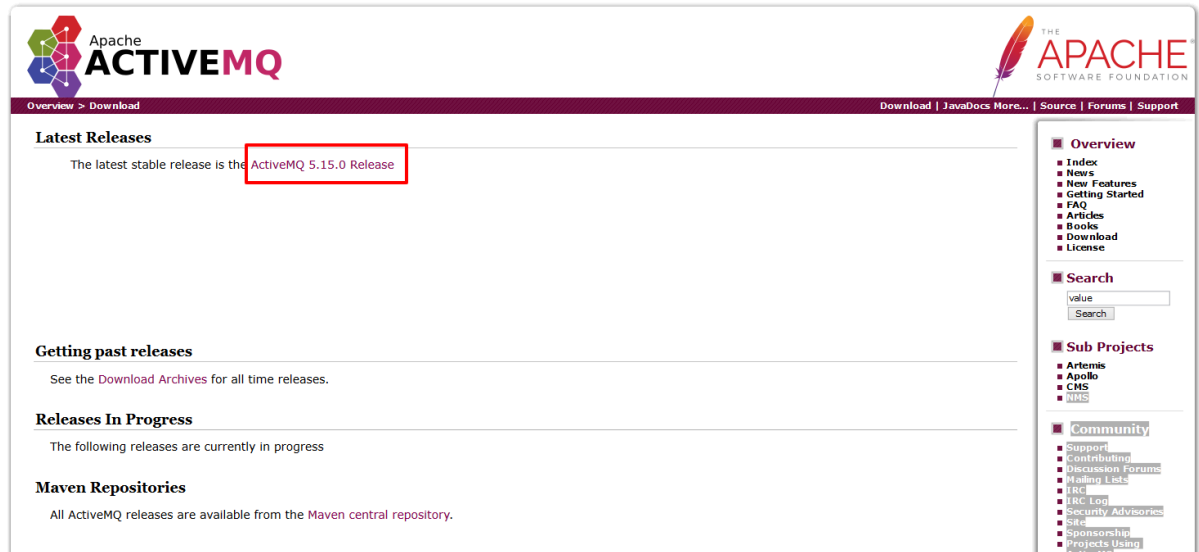 Apache
ACTIVEMQ
THE
APACHE
SOFTWARE FOUNDATION
Overview > Download
Download | JavaDocs More... | Source | Forums | Support
Latest Releases
The latest stable release is the ActiveMQ 5.15.0 Release
Getting past releases
See the Download Archives for all time releases.
Releases In Progress
The following releases are currently in progress
Maven Repositories
All ActiveMQ releases are available from the Maven central repository.
Overview
Index
News
New Features
Getting Started
FAQ
Articles
Books
Download
License
Search
value
Search
Sub Projects
Artemis
Apollo
CMS
NMS
Community
Support
Contributing
Discussion Forums
Mailing Lists
IRC
IRC Log
Security Advisories
Site
Sponsorship
Projects Using